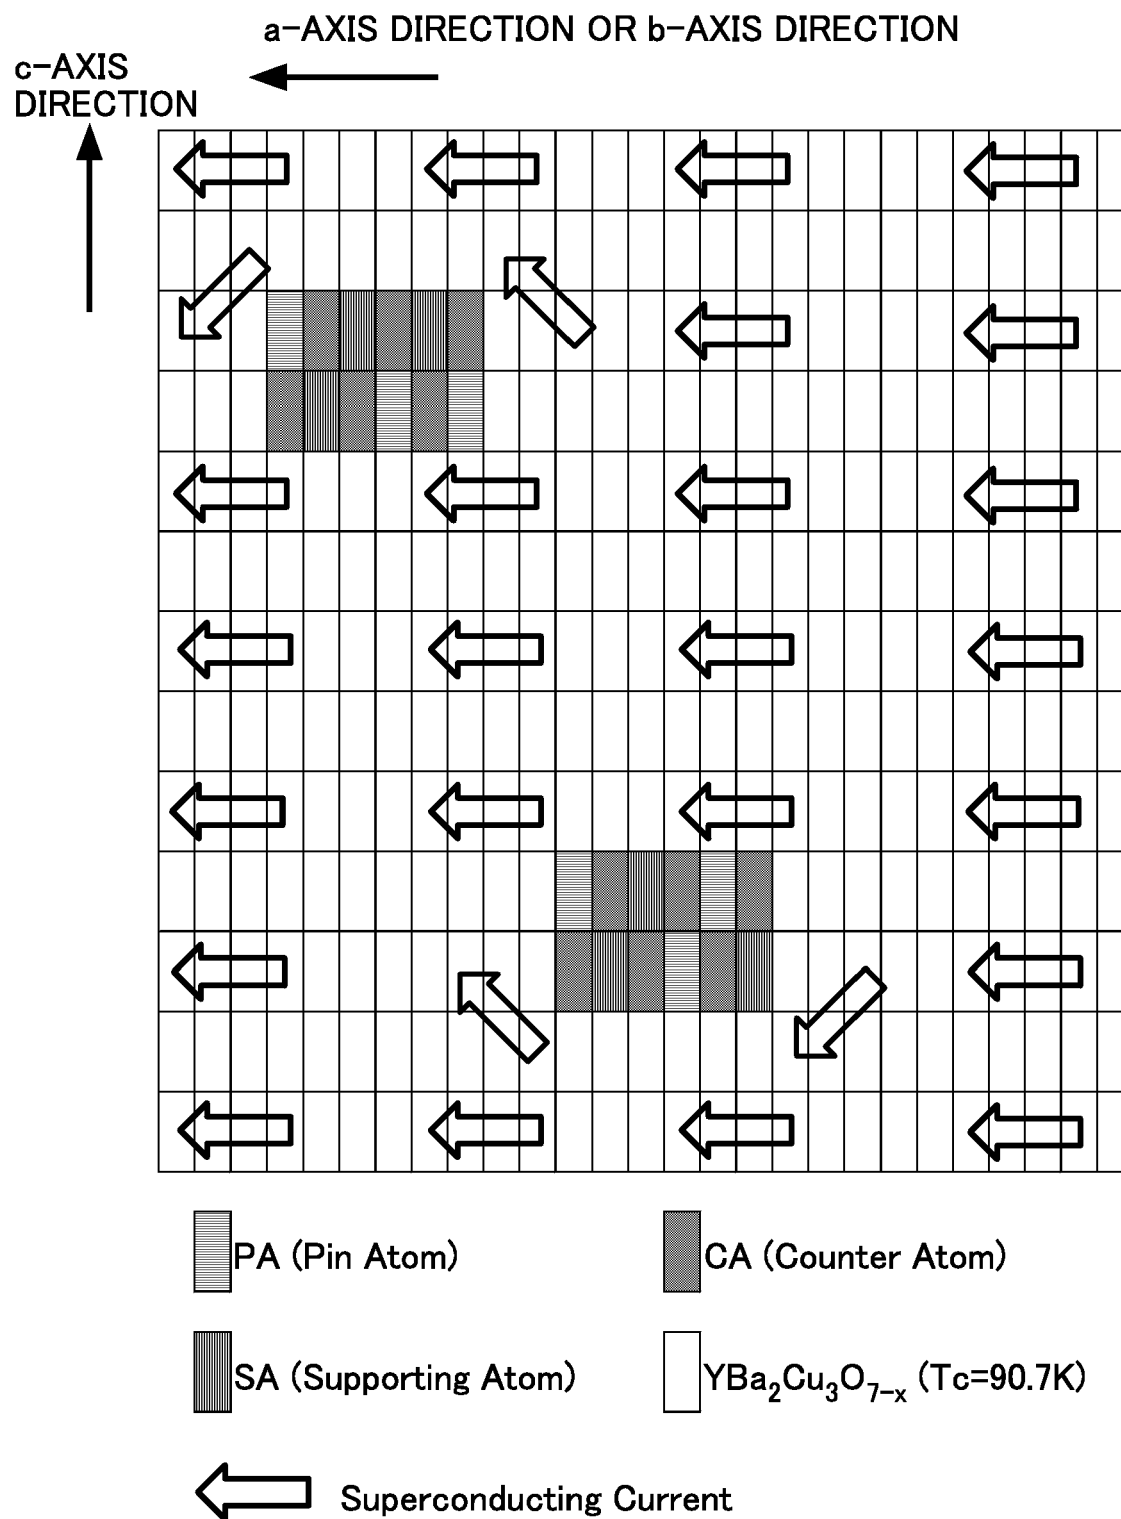 a-AXIS DIRECTION OR b-AXIS DIRECTION
c-AXIS
DIRECTION
PA (Pin Atom)
CA (Counter Atom)
SA (Supporting Atom)
YBa₂Cu₃O₇₋ₓ (Tc=90.7K)
Superconducting Current